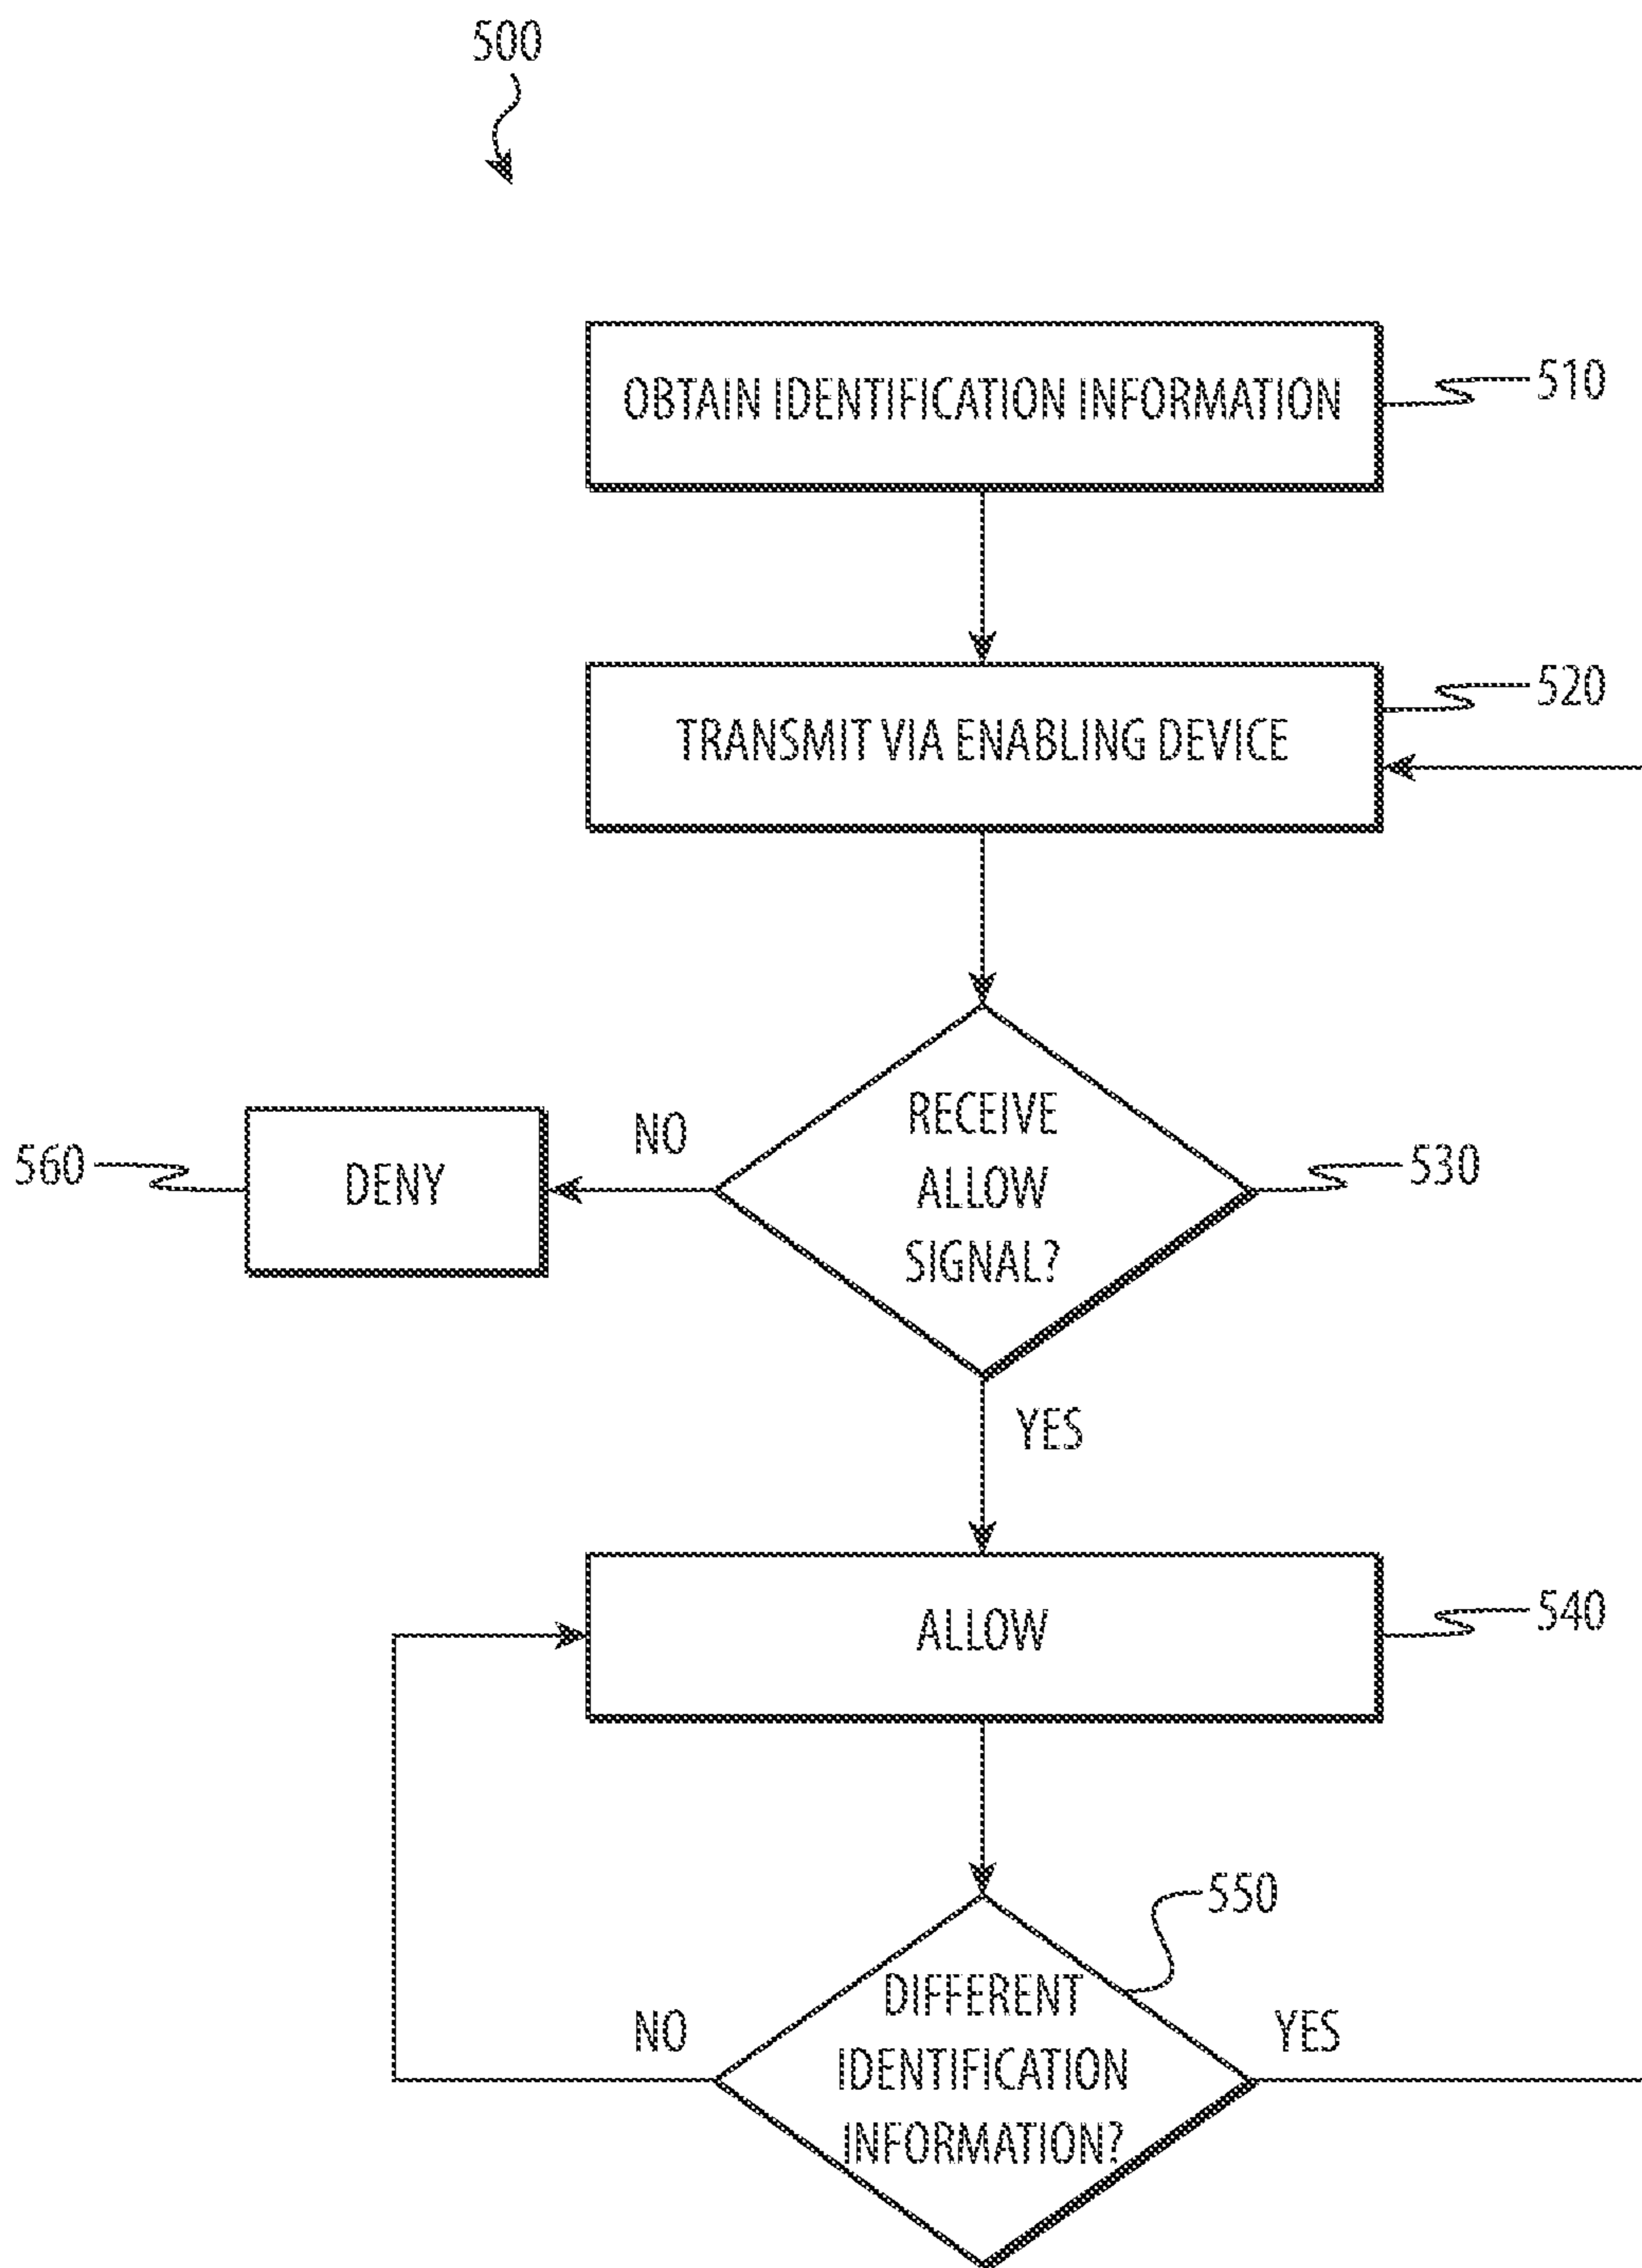 500
OBTAIN IDENTIFICATION INFORMATION
510
TRANSMIT VIA ENABLING DEVICE
520
RECEIVE
ALLOW
SIGNAL?
530
NO
DENY
560
YES
ALLOW
540
550
DIFFERENT
IDENTIFICATION
INFORMATION?
NO
YES